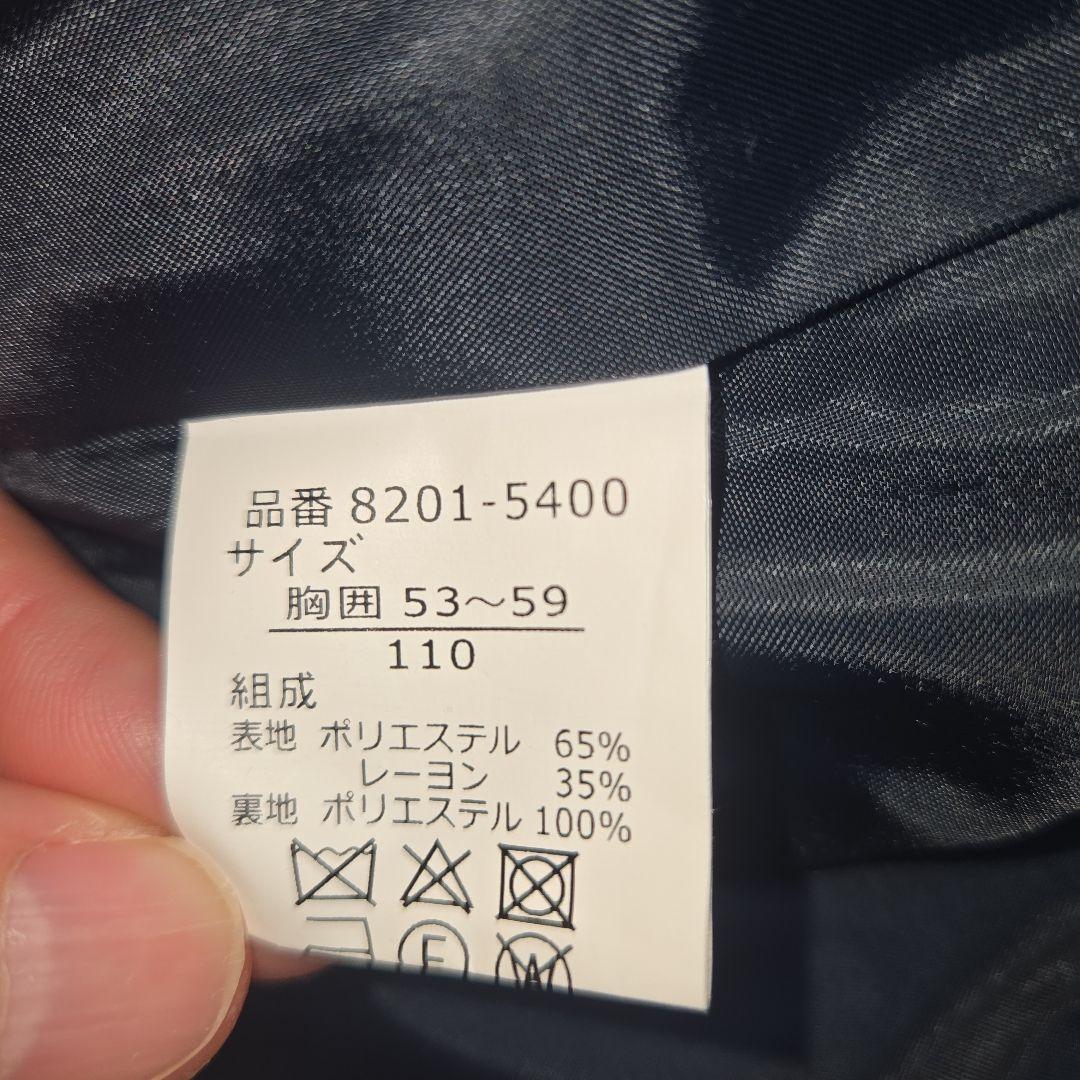 品番 8201-5400
サイズ
胸囲 53～59
110
組成
表地 ポリエステル 65%
レーヨン 35%
裏地 ポリエステル 100%
F
W